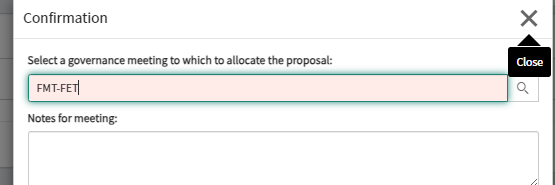 Confirmation
Close
Select a governance meeting to which to allocate the proposal:
FMT-FET
Notes for meeting: